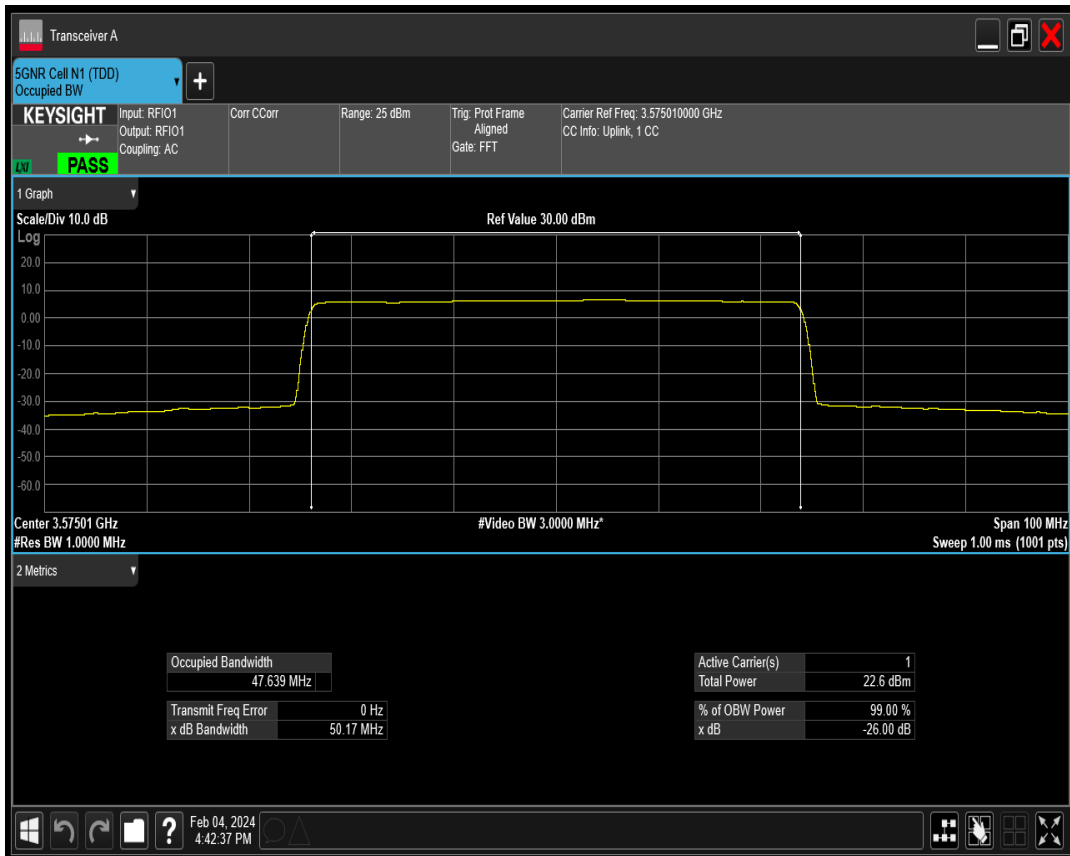 Transceiver A
5GNR Cell N1 (TDD)
Occupied BW
+
KEYSIGHT
LXI
PASS
Input: RFIO1
Output: RFIO1
Coupling: AC
Corr CCorr
Range: 25 dBm
Trig: Prot Frame
Aligned
Gate: FFT
Carrier Ref Freq: 3.575010000 GHz
CC Info: Uplink, 1 CC
1 Graph
Scale/Div 10.0 dB
Ref Value 30.00 dBm
Log
20.0
10.0
0.00
-10.0
-20.0
-30.0
-40.0
-50.0
-60.0
Center 3.57501 GHz
#Video BW 3.0000 MHz*
Span 100 MHz
#Res BW 1.0000 MHz
Sweep 1.00 ms (1001 pts)
2 Metrics
Occupied Bandwidth
47.639 MHz
Transmit Freq Error 0 Hz
x dB Bandwidth 50.17 MHz
Active Carrier(s) 1
Total Power 22.6 dBm
% of OBW Power 99.00 %
x dB -26.00 dB
?
Feb 04, 2024
4:42:37 PM